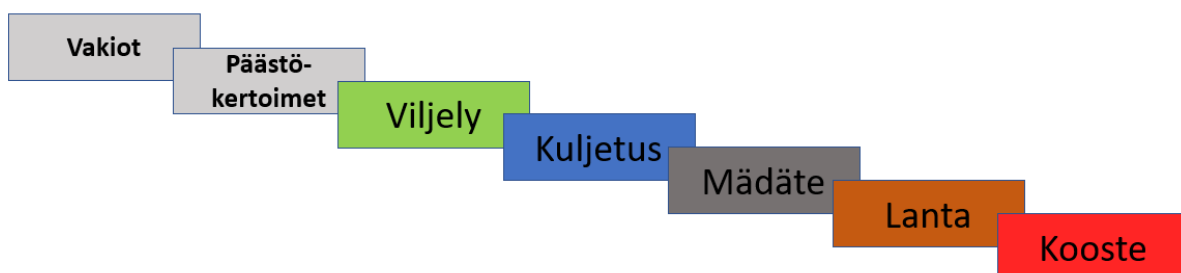 Vakiot
Päästö-
kertoimet
Viljely
Kuljetus
Mädäte
Lanta
Kooste